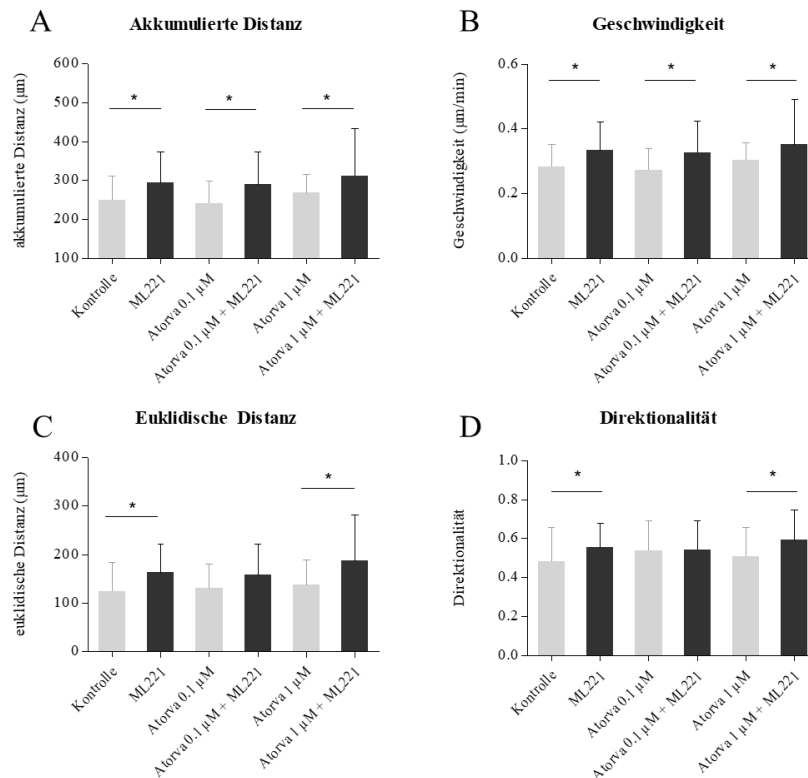 A
Akkumulierte Distanz
akkumulierte Distanz (µm)
600
500
400
300
200
100
*
*
*
Kontrolle
ML221
Atorva 0.1 µM
Atorva 0.1 µM + ML221
Atorva 1 µM
Atorva 1 µM + ML221
B
Geschwindigkeit
Geschwindigkeit (µm/min)
0.6
0.4
0.2
0.0
*
*
*
Kontrolle
ML221
Atorva 0.1 µM
Atorva 0.1 µM + ML221
Atorva 1 µM
Atorva 1 µM + ML221
C
Euklidische Distanz
euklidische Distanz (µm)
400
300
200
100
0
*
*
Kontrolle
ML221
Atorva 0.1 µM
Atorva 0.1 µM + ML221
Atorva 1 µM
Atorva 1 µM + ML221
D
Direktionalität
Direktionalität
1.0
0.8
0.6
0.4
0.2
0.0
*
*
Kontrolle
ML221
Atorva 0.1 µM
Atorva 0.1 µM + ML221
Atorva 1 µM
Atorva 1 µM + ML221